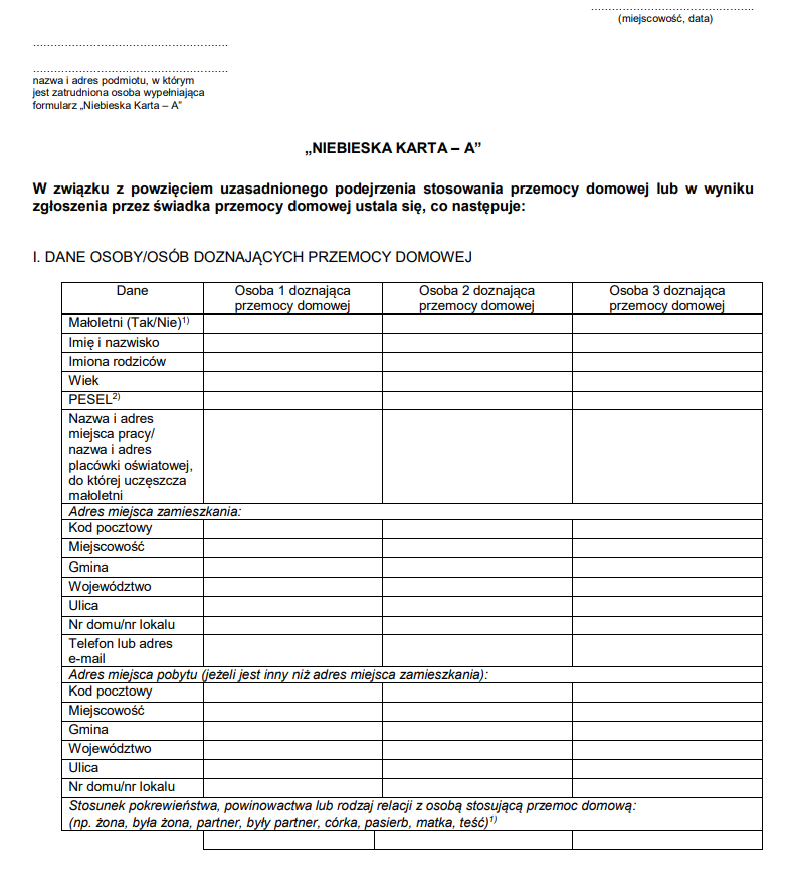 ................................................
(miejscowość, data)
..........................................................
..........................................................
nazwa i adres podmiotu, w którym
jest zatrudniona osoba wypełniająca
formularz „Niebieska Karta – A”
„NIEBIESKA KARTA – A”
W związku z powzięciem uzasadnionego podejrzenia stosowania przemocy domowej lub w wyniku
zgłoszenia przez świadka przemocy domowej ustala się, co następuje:
I. DANE OSOBY/OSÓB DOZNAJĄCYCH PRZEMOCY DOMOWEJ
Dane
Osoba 1 doznająca
przemocy domowej
Osoba 2 doznająca
przemocy domowej
Osoba 3 doznająca
przemocy domowej
Małoletni (Tak/Nie)1)
Imię i nazwisko
Imiona rodziców
Wiek
PESEL2)
Nazwa i adres
miejsca pracy/
nazwa i adres
placówki oświatowej,
do której uczęszcza
małoletni
Adres miejsca zamieszkania:
Kod pocztowy
Miejscowość
Gmina
Województwo
Ulica
Nr domu/nr lokalu
Telefon lub adres
e-mail
Adres miejsca pobytu (jeżeli jest inny niż adres miejsca zamieszkania):
Kod pocztowy
Miejscowość
Gmina
Województwo
Ulica
Nr domu/nr lokalu
Stosunek pokrewieństwa, powinowactwa lub rodzaj relacji z osobą stosującą przemoc domową:
(np. żona, była żona, partner, były partner, córka, pasierb, matka, teść)1)